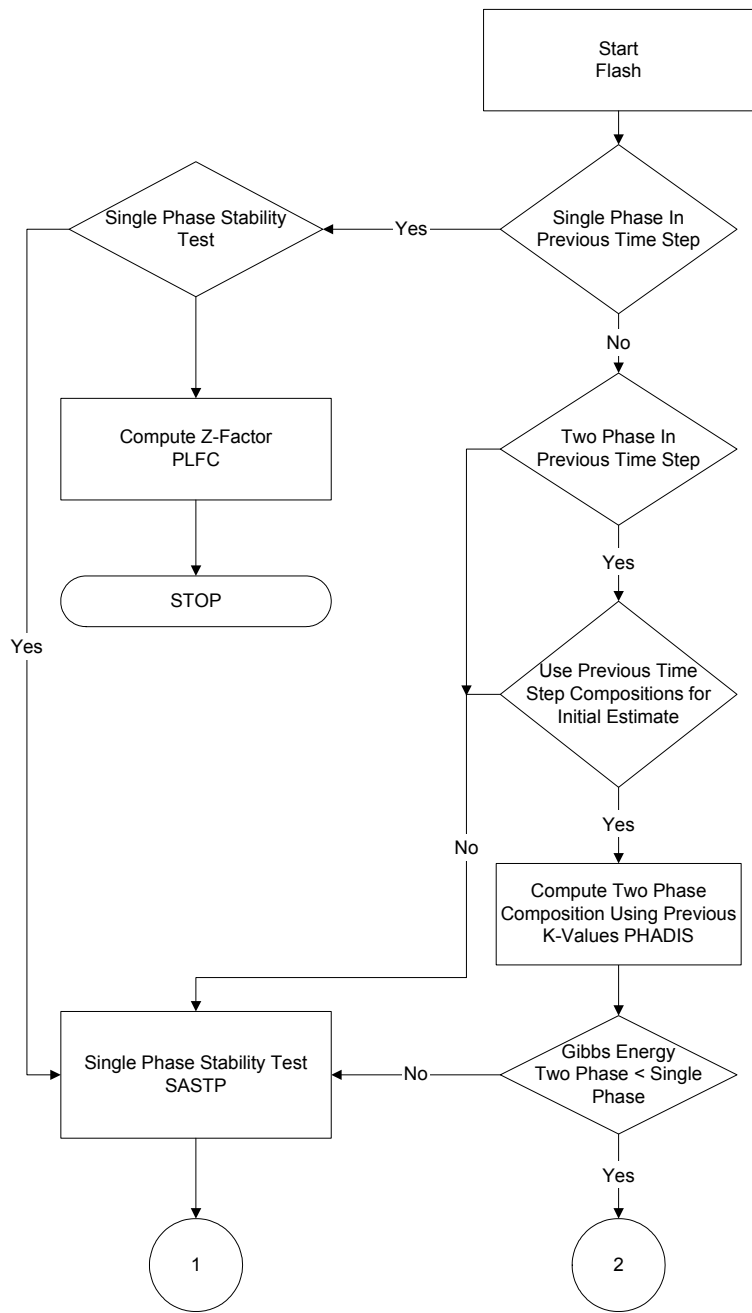 Start
Flash
Single Phase Stability
Test
Yes
Single Phase In
Previous Time Step
No
Compute Z-Factor
PLFC
Two Phase In
Previous Time Step
Yes
STOP
Yes
Use Previous Time
Step Compositions for
Initial Estimate
Yes
No
Compute Two Phase
Composition Using Previous
K-Values PHADIS
Single Phase Stability Test
SASTP
No
Gibbs Energy
Two Phase < Single
Phase
Yes
1
2